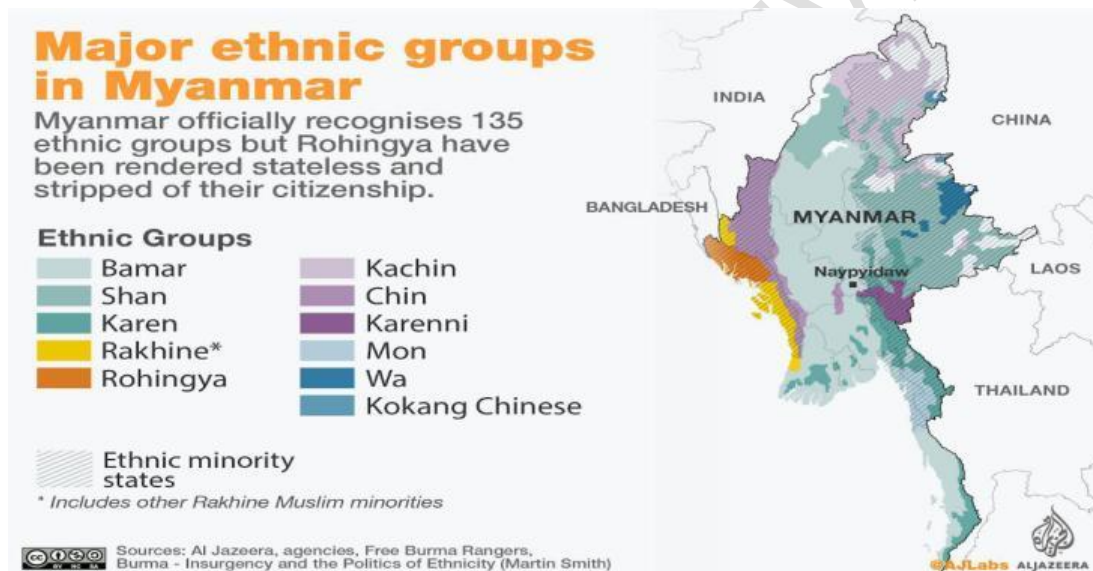 Major ethnic groups
in Myanmar
Myanmar officially recognises 135
ethnic groups but Rohingya have
been rendered stateless and
stripped of their citizenship.
Ethnic Groups
Bamar
Shan
Karen
Rakhine*
Rohingya
Kachin
Chin
Karenni
Mon
Wa
Kokang Chinese
Ethnic minority
states
* Includes other Rakhine Muslim minorities
INDIA
CHINA
BANGLADESH
MYANMAR
Naypyidaw
LAOS
THAILAND
Sources: Al Jazeera, agencies, Free Burma Rangers,
Burma - Insurgency and the Politics of Ethnicity (Martin Smith)
@AJLabs ALJAZEERA